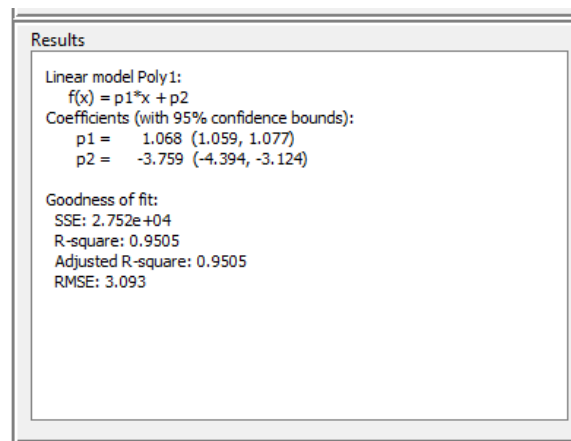 Results
Linear model Poly1:
f(x) = p1*x + p2
Coefficients (with 95% confidence bounds):
p1 = 1.068 (1.059, 1.077)
p2 = -3.759 (-4.394, -3.124)
Goodness of fit:
SSE: 2.752e+04
R-square: 0.9505
Adjusted R-square: 0.9505
RMSE: 3.093